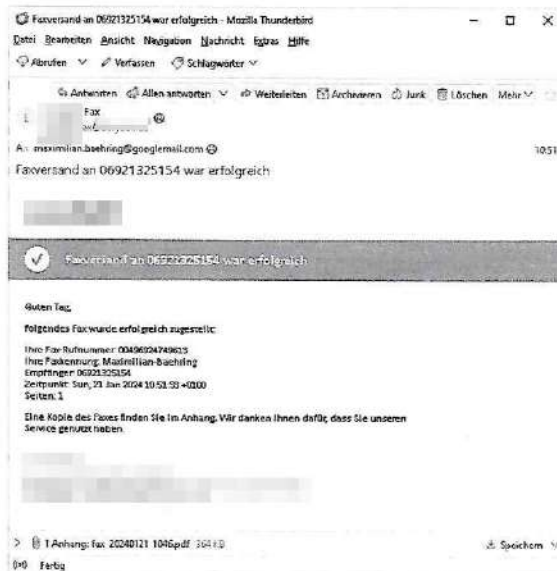 Faxversand an 06921325154 war erfolgreich - Mozilla Thunderbird
Datei Bearbeiten Ansicht Navigation Nachricht Extras Hilfe
Abrufen Verfassen Schlagwörter
Antworten Allen antworten Weiterleiten Archivieren Junk Löschen Mehr
Fax
maximilian.baehring@googlemail.com 10:51
Faxversand an 06921325154 war erfolgreich
Faxversand an 06921325154 war erfolgreich
Guten Tag,
folgendes Fax wurde erfolgreich zugestellt:
Ihre Fax-Rufnummer: 00496924749613
Ihre Faxkennung: Maximilian-Baehring
Empfänger: 06921325154
Zeitpunkt: Sun, 21 Jan 2024 10:51:33 +0100
Seiten: 1
Eine Kopie des Faxes finden Sie im Anhang. Wir danken Ihnen dafür, dass Sie unseren
Service genutzt haben.
1 Anhang: fax 20240121 1046.pdf 364 KB Speichern
Fertig